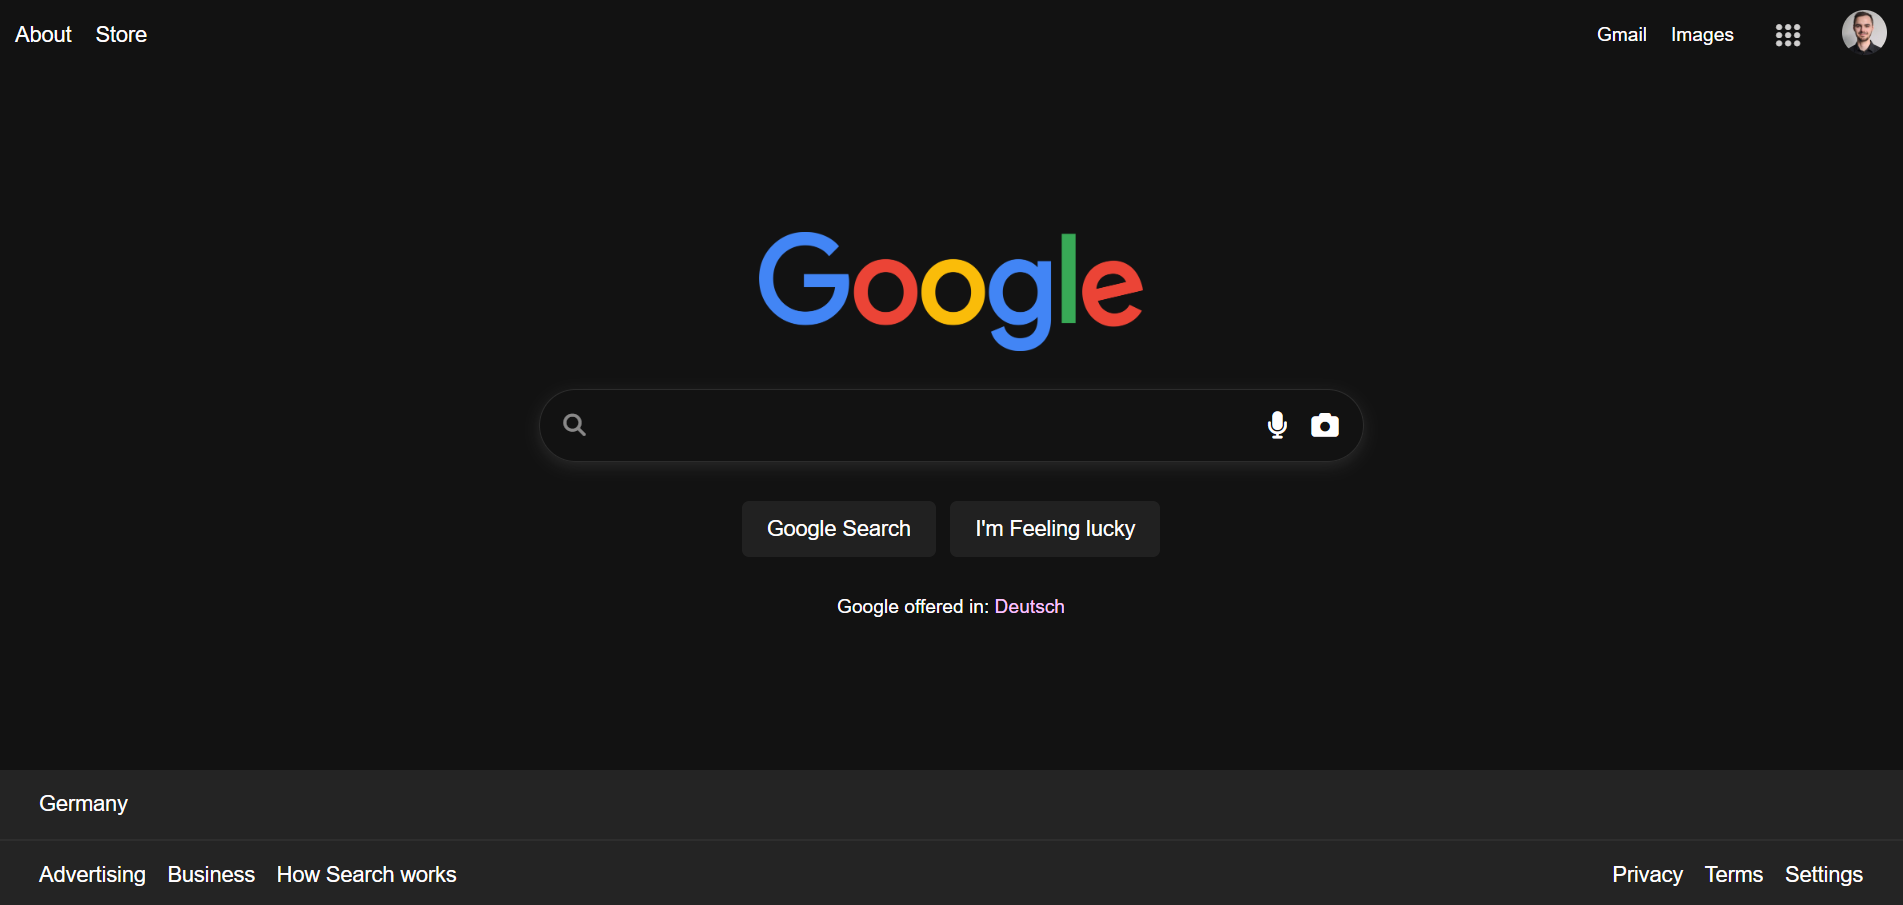 About Store Gmail Images
Google
Google Search I'm Feeling lucky
Google offered in: Deutsch
Germany
Advertising Business How Search works Privacy Terms Settings